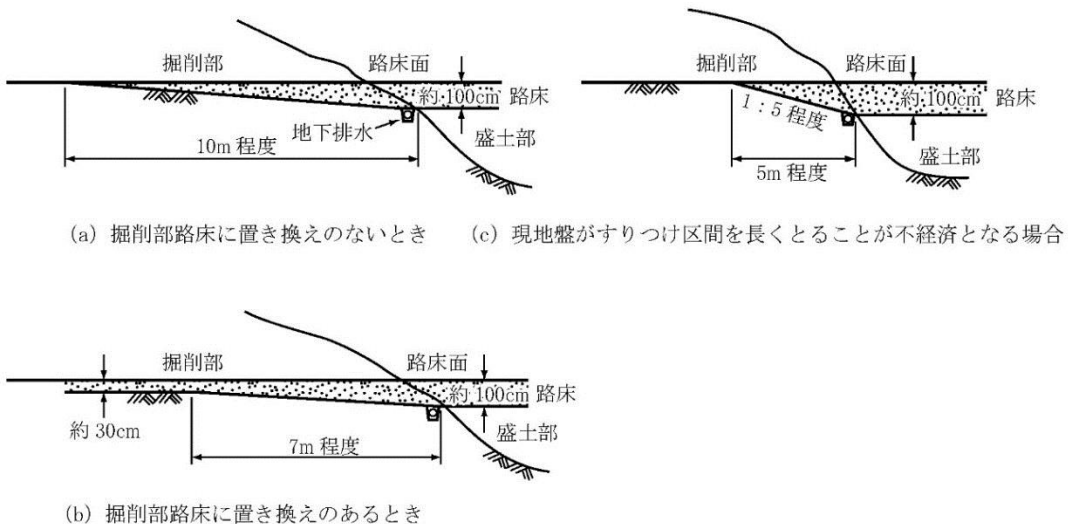 掘削部
路床面
約100cm 路床
地下排水
10m 程度
盛土部
(a) 掘削部路床に置き換えのないとき
掘削部
路床面
約100cm 路床
1:5 程度
盛土部
5m 程度
(c) 現地盤がすりつけ区間を長くとることが不経済となる場合
掘削部
路床面
約100cm 路床
約 30cm
盛土部
7m 程度
(b) 掘削部路床に置き換えのあるとき